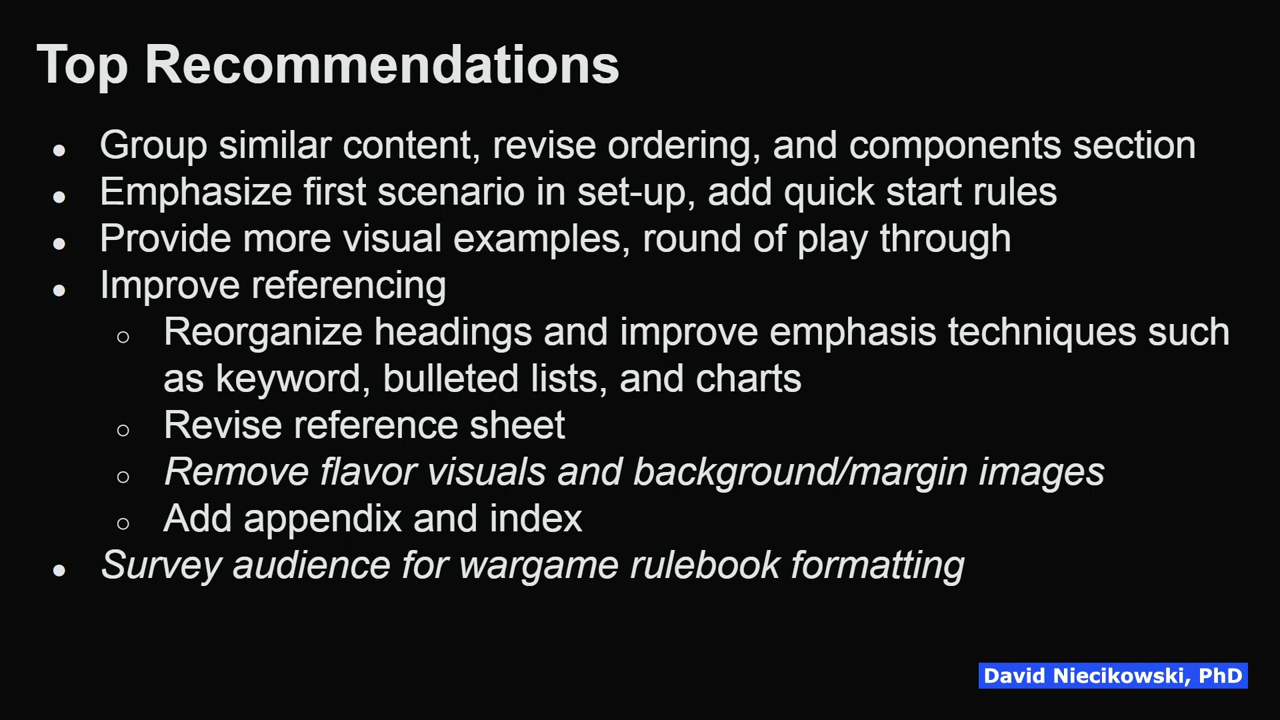 Top Recommendations
● Group similar content, revise ordering, and components section
● Emphasize first scenario in set-up, add quick start rules
● Provide more visual examples, round of play through
● Improve referencing
○ Reorganize headings and improve emphasis techniques such
as keyword, bulleted lists, and charts
○ Revise reference sheet
○ Remove flavor visuals and background/margin images
○ Add appendix and index
● Survey audience for wargame rulebook formatting
David Niecikowski, PhD